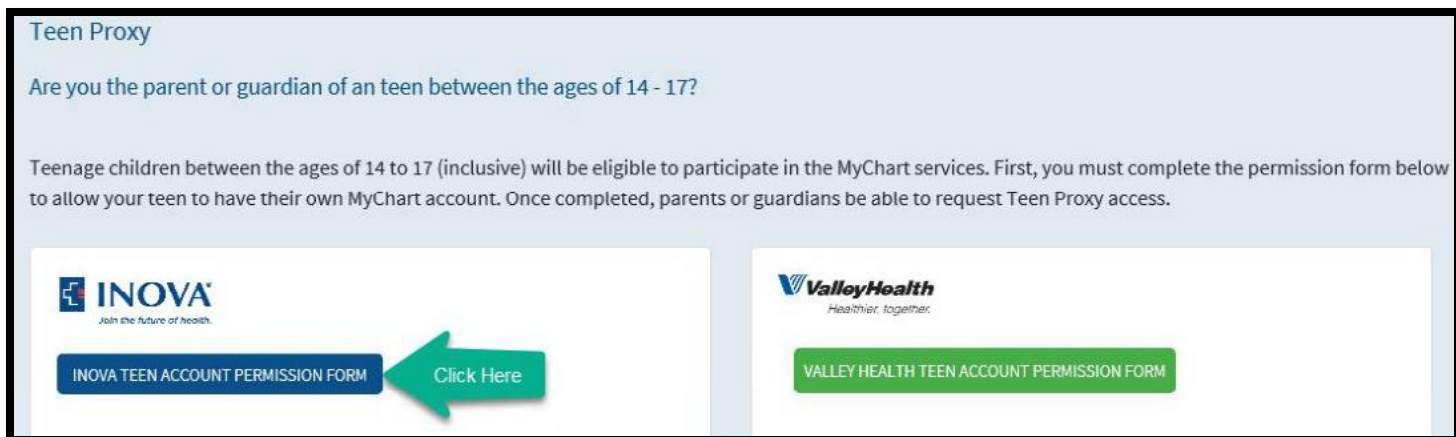 Teen Proxy
Are you the parent or guardian of an teen between the ages of 14 - 17?
Teenage children between the ages of 14 to 17 (inclusive) will be eligible to participate in the MyChart services. First, you must complete the permission form below
to allow your teen to have their own MyChart account. Once completed, parents or guardians be able to request Teen Proxy access.
INOVA®
Join the future of health.
INOVA TEEN ACCOUNT PERMISSION FORM
Click Here
ValleyHealth
Healthier, together.
VALLEY HEALTH TEEN ACCOUNT PERMISSION FORM